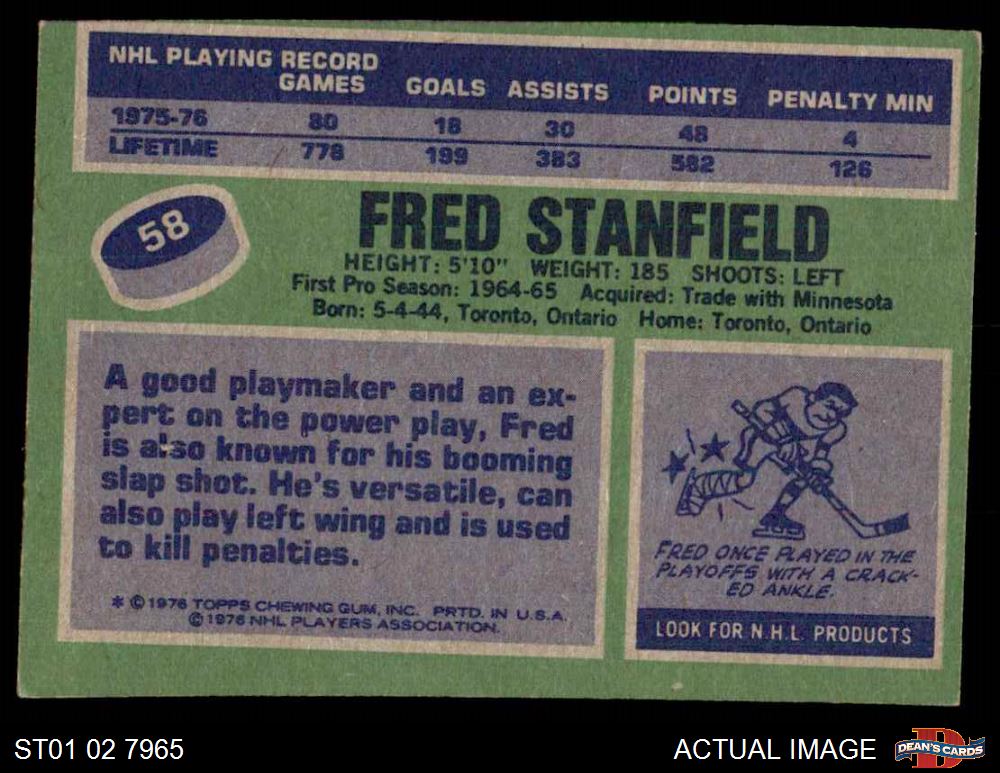 NHL PLAYING RECORD
GAMES GOALS ASSISTS POINTS PENALTY MIN
1975-76 80 18 30 48 4
LIFETIME 778 199 383 582 126
58
FRED STANFIELD
HEIGHT: 5'10" WEIGHT: 185 SHOOTS: LEFT
First Pro Season: 1964-65 Acquired: Trade with Minnesota
Born: 5-4-44, Toronto, Ontario Home: Toronto, Ontario
A good playmaker and an ex-
pert on the power play, Fred
is also known for his booming
slap shot. He's versatile, can
also play left wing and is used
to kill penalties.
* © 1976 TOPPS CHEWING GUM, INC. PRTD. IN U.S.A.
© 1976 NHL PLAYERS ASSOCIATION.
FRED ONCE PLAYED IN THE
PLAYOFFS WITH A CRACK-
ED ANKLE.
LOOK FOR N.H.L. PRODUCTS
ST01 02 7965
ACTUAL IMAGE
D
DEAN'S CARDS